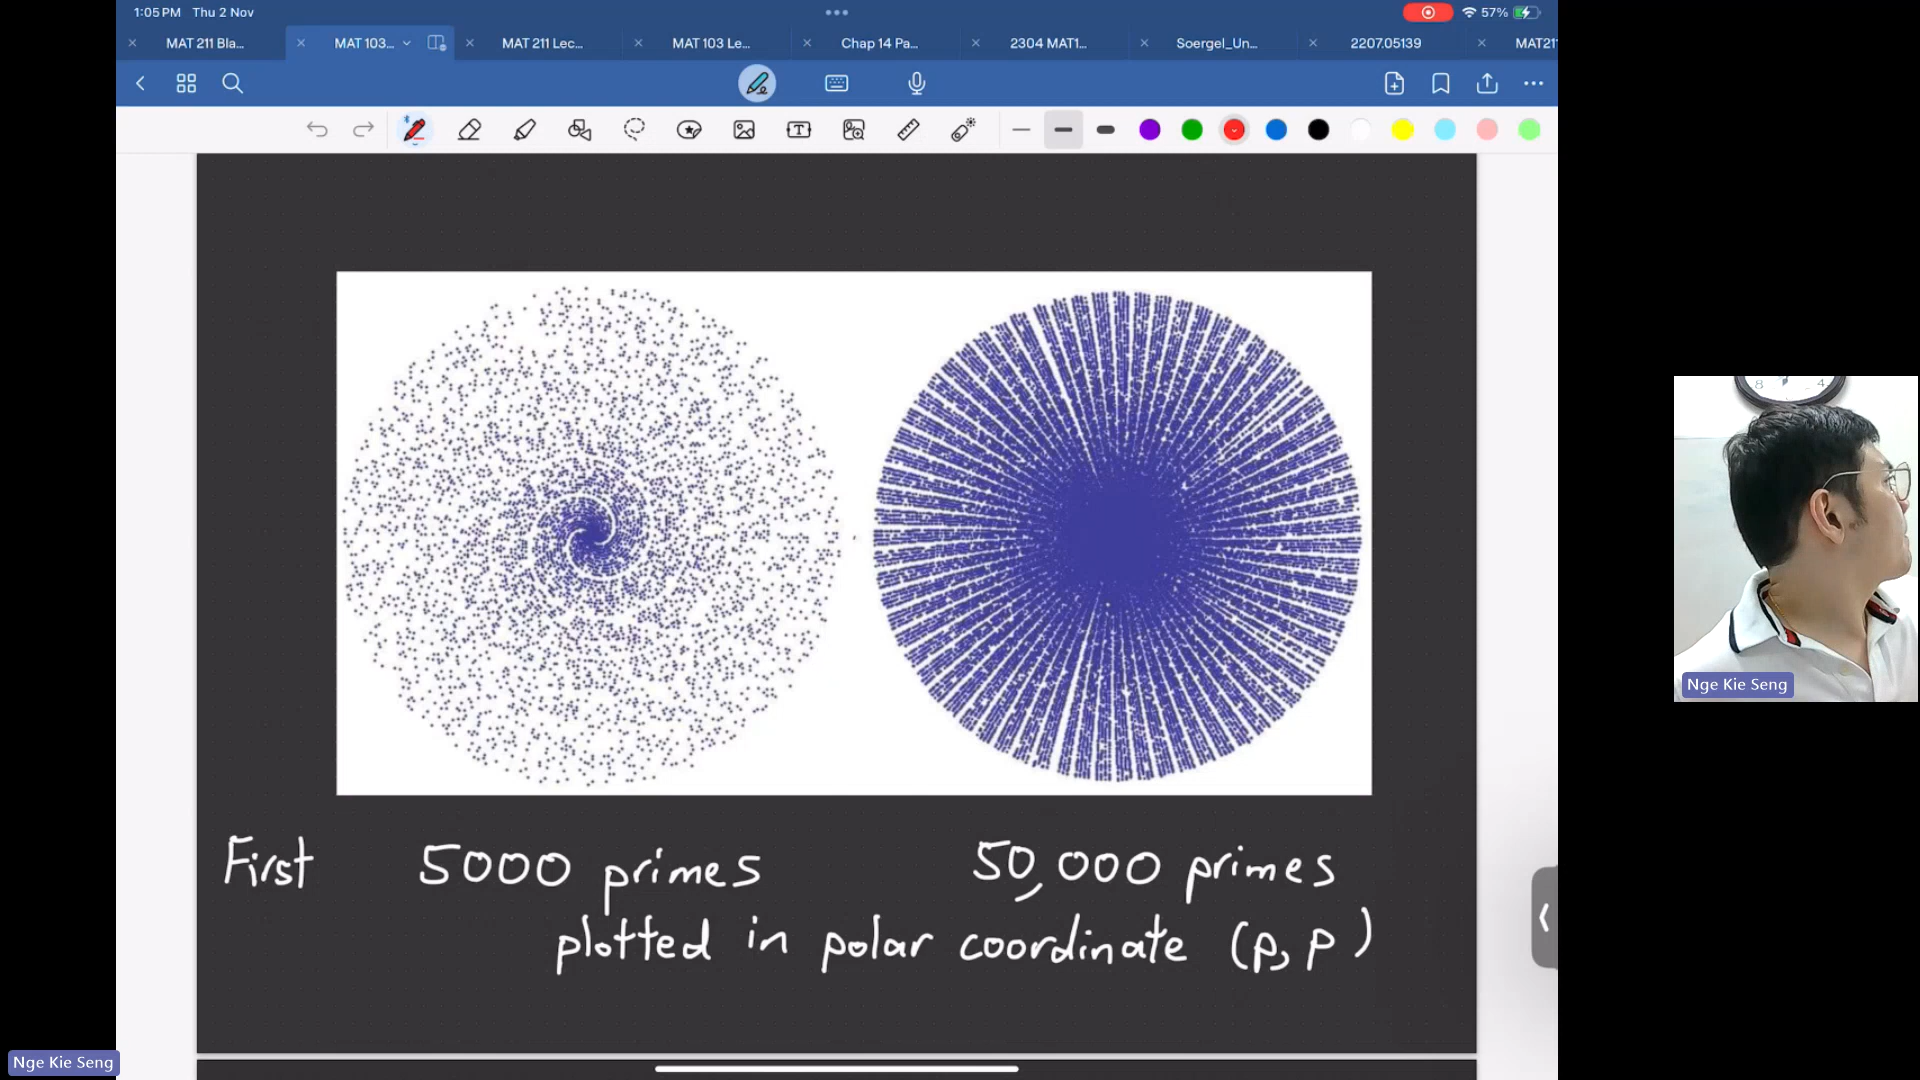 1:05 PM Thu 2 Nov
57%
MAT 211 Bla...
MAT 103...
MAT 211 Lec...
MAT 103 Le...
Chap 14 Pa...
2304 MAT1...
Soergel_Un...
2207.05139
MAT21
First 5000 primes 50,000 primes
plotted in polar coordinate (p, p)
8 4
Nge Kie Seng
Nge Kie Seng